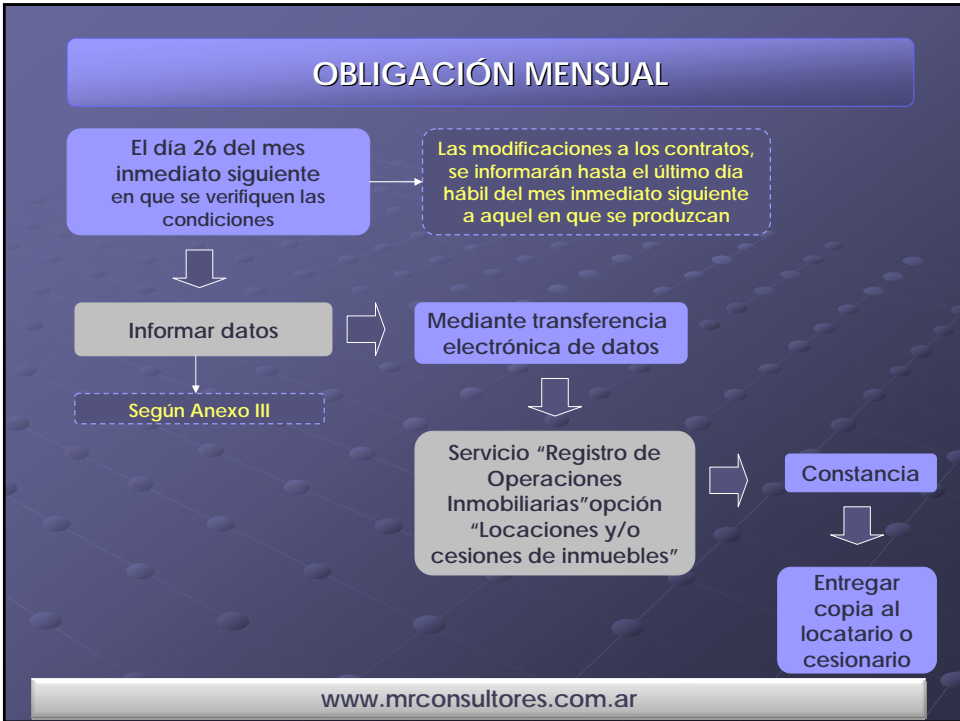 OBLIGACIÓN MENSUAL
El día 26 del mes
inmediato siguiente
en que se verifiquen las
condiciones
Las modificaciones a los contratos,
se informarán hasta el último día
hábil del mes inmediato siguiente
a aquel en que se produzcan
Informar datos
Mediante transferencia
electrónica de datos
Según Anexo III
Servicio “Registro de
Operaciones
Inmobiliarias”opción
“Locaciones y/o
cesiones de inmuebles”
Constancia
Entregar
copia al
locatario o
cesionario
www.mrconsultores.com.ar